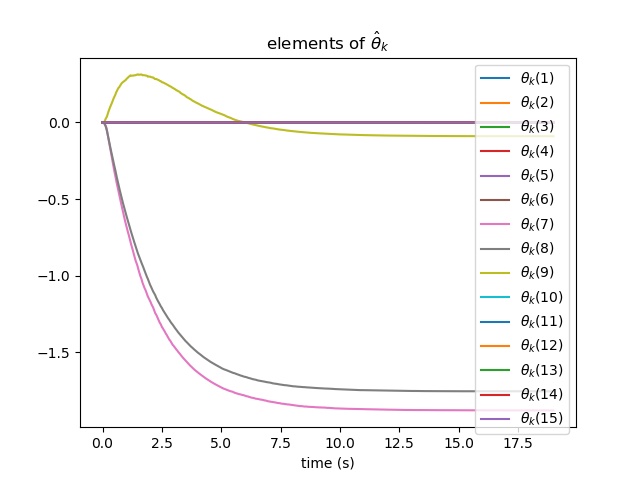 elements of θ̂ₖ
0.0
−0.5
−1.0
−1.5
0.0 2.5 5.0 7.5 10.0 12.5 15.0 17.5
time (s)
θₖ(1)
θₖ(2)
θₖ(3)
θₖ(4)
θₖ(5)
θₖ(6)
θₖ(7)
θₖ(8)
θₖ(9)
θₖ(10)
θₖ(11)
θₖ(12)
θₖ(13)
θₖ(14)
θₖ(15)